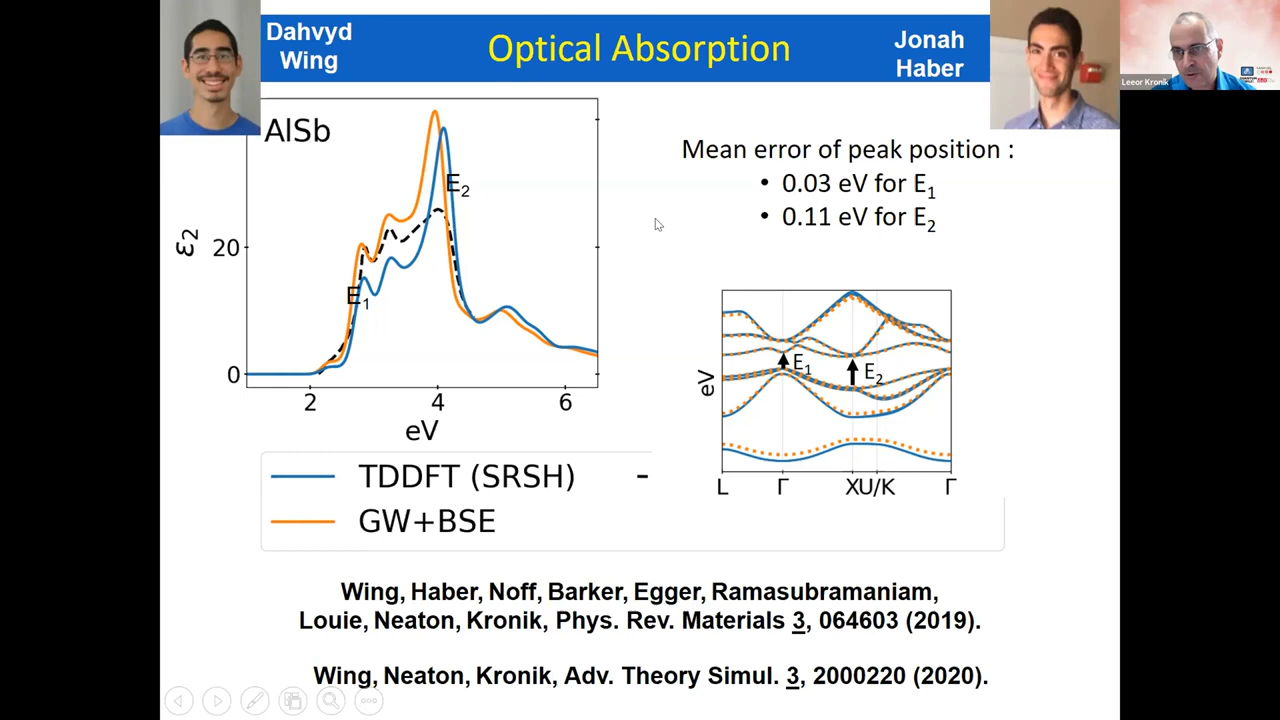 Dahvyd
Wing
Optical Absorption
Jonah
Haber
Leeor Kronik
AlSb
E2
E1
ε2
20
0
2
4
6
eV
Mean error of peak position :
• 0.03 eV for E1
• 0.11 eV for E2
eV
E1
E2
L
Γ
XU/K
Γ
TDDFT (SRSH)
GW+BSE
Wing, Haber, Noff, Barker, Egger, Ramasubramaniam,
Louie, Neaton, Kronik, Phys. Rev. Materials 3, 064603 (2019).
Wing, Neaton, Kronik, Adv. Theory Simul. 3, 2000220 (2020).